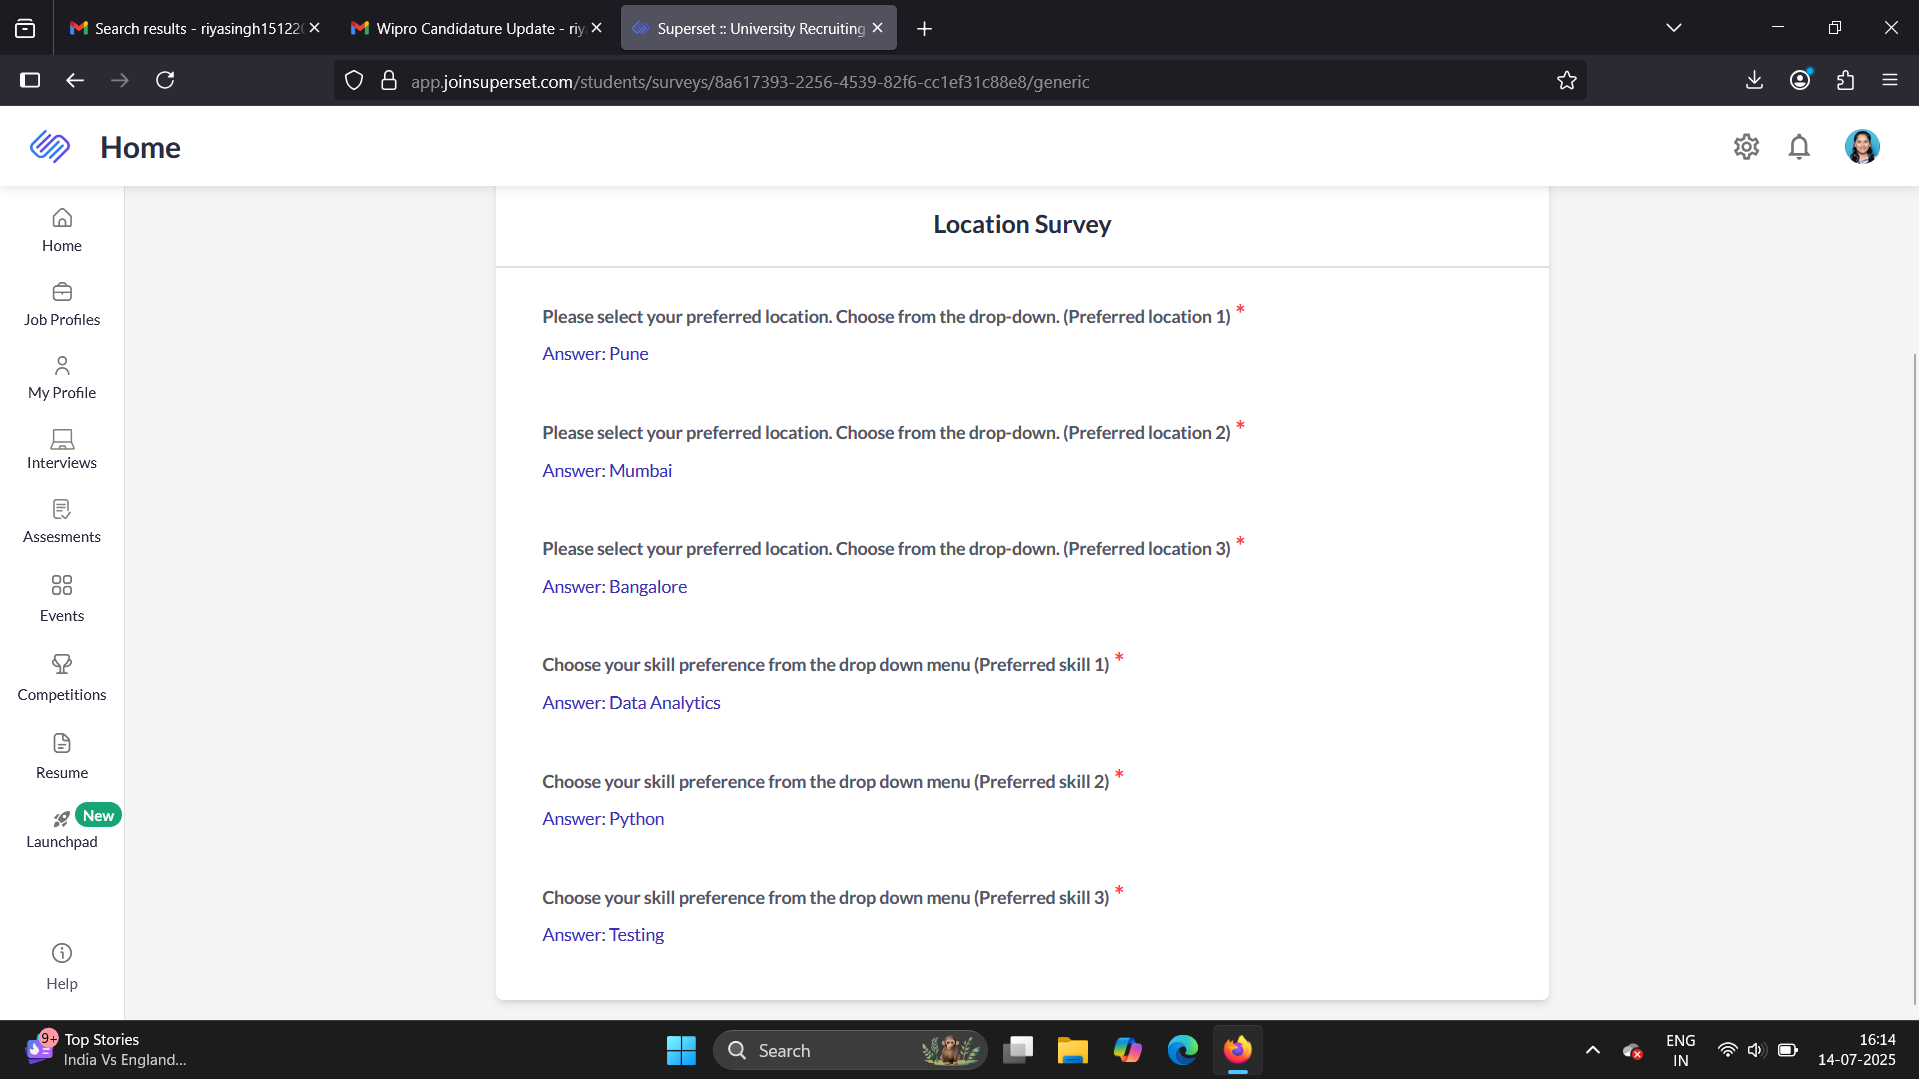 Search results - riyasingh15122
Wipro Candidature Update - riy
Superset :: University Recruiting
app.joinsuperset.com/students/surveys/8a617393-2256-4539-82f6-cc1ef31c88e8/generic
Home
Home
Job Profiles
My Profile
Interviews
Assesments
Events
Competitions
Resume
New
Launchpad
Help
Location Survey
Please select your preferred location. Choose from the drop-down. (Preferred location 1) *
Answer: Pune
Please select your preferred location. Choose from the drop-down. (Preferred location 2) *
Answer: Mumbai
Please select your preferred location. Choose from the drop-down. (Preferred location 3) *
Answer: Bangalore
Choose your skill preference from the drop down menu (Preferred skill 1) *
Answer: Data Analytics
Choose your skill preference from the drop down menu (Preferred skill 2) *
Answer: Python
Choose your skill preference from the drop down menu (Preferred skill 3) *
Answer: Testing
9+
Top Stories
India Vs England...
Search
ENG
IN
16:14
14-07-2025